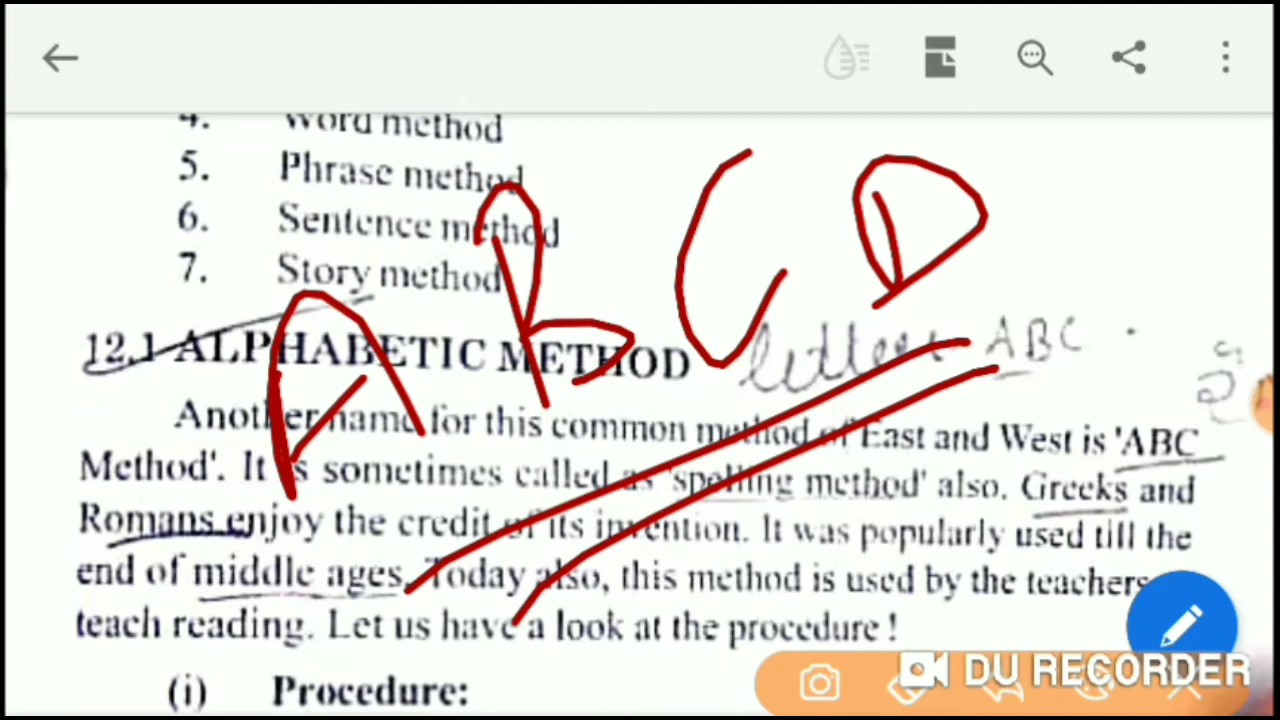 4. Word method
5. Phrase method
6. Sentence method
7. Story method
A B C D
12.1 ALPHABETIC METHOD letter ABC
Another name for this common method of East and West is 'ABC
Method'. It is sometimes called as 'spelling method' also. Greeks and
Romans enjoy the credit of its invention. It was popularly used till the
end of middle ages. Today also, this method is used by the teachers
teach reading. Let us have a look at the procedure !
(i) Procedure:
DU RECORDER